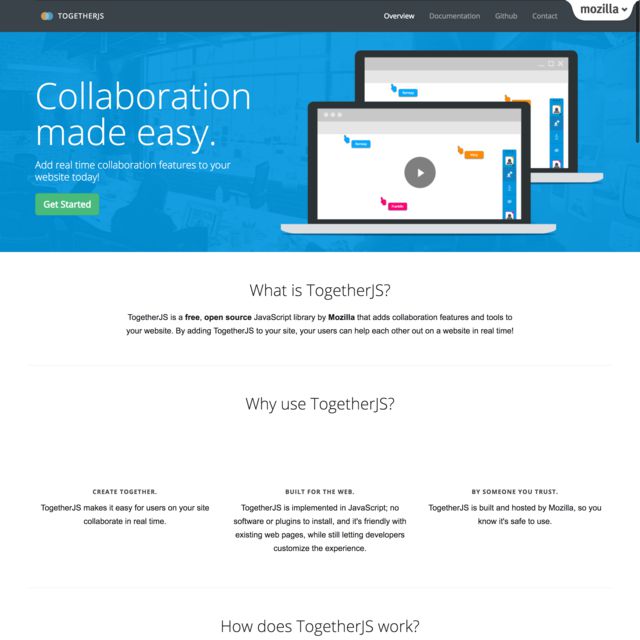 TOGETHERJS
Overview
Documentation
Github
Contact
mozilla
Collaboration
made easy.
Add real time collaboration features to your
website today!
Get Started
What is TogetherJS?
TogetherJS is a free, open source JavaScript library by Mozilla that adds collaboration features and tools to
your website. By adding TogetherJS to your site, your users can help each other out on a website in real time!
Why use TogetherJS?
CREATE TOGETHER.
TogetherJS makes it easy for users on your site
collaborate in real time.
BUILT FOR THE WEB.
TogetherJS is implemented in JavaScript; no
software or plugins to install, and it's friendly with
existing web pages, while still letting developers
customize the experience.
BY SOMEONE YOU TRUST.
TogetherJS is built and hosted by Mozilla, so you
know it's safe to use.
How does TogetherJS work?